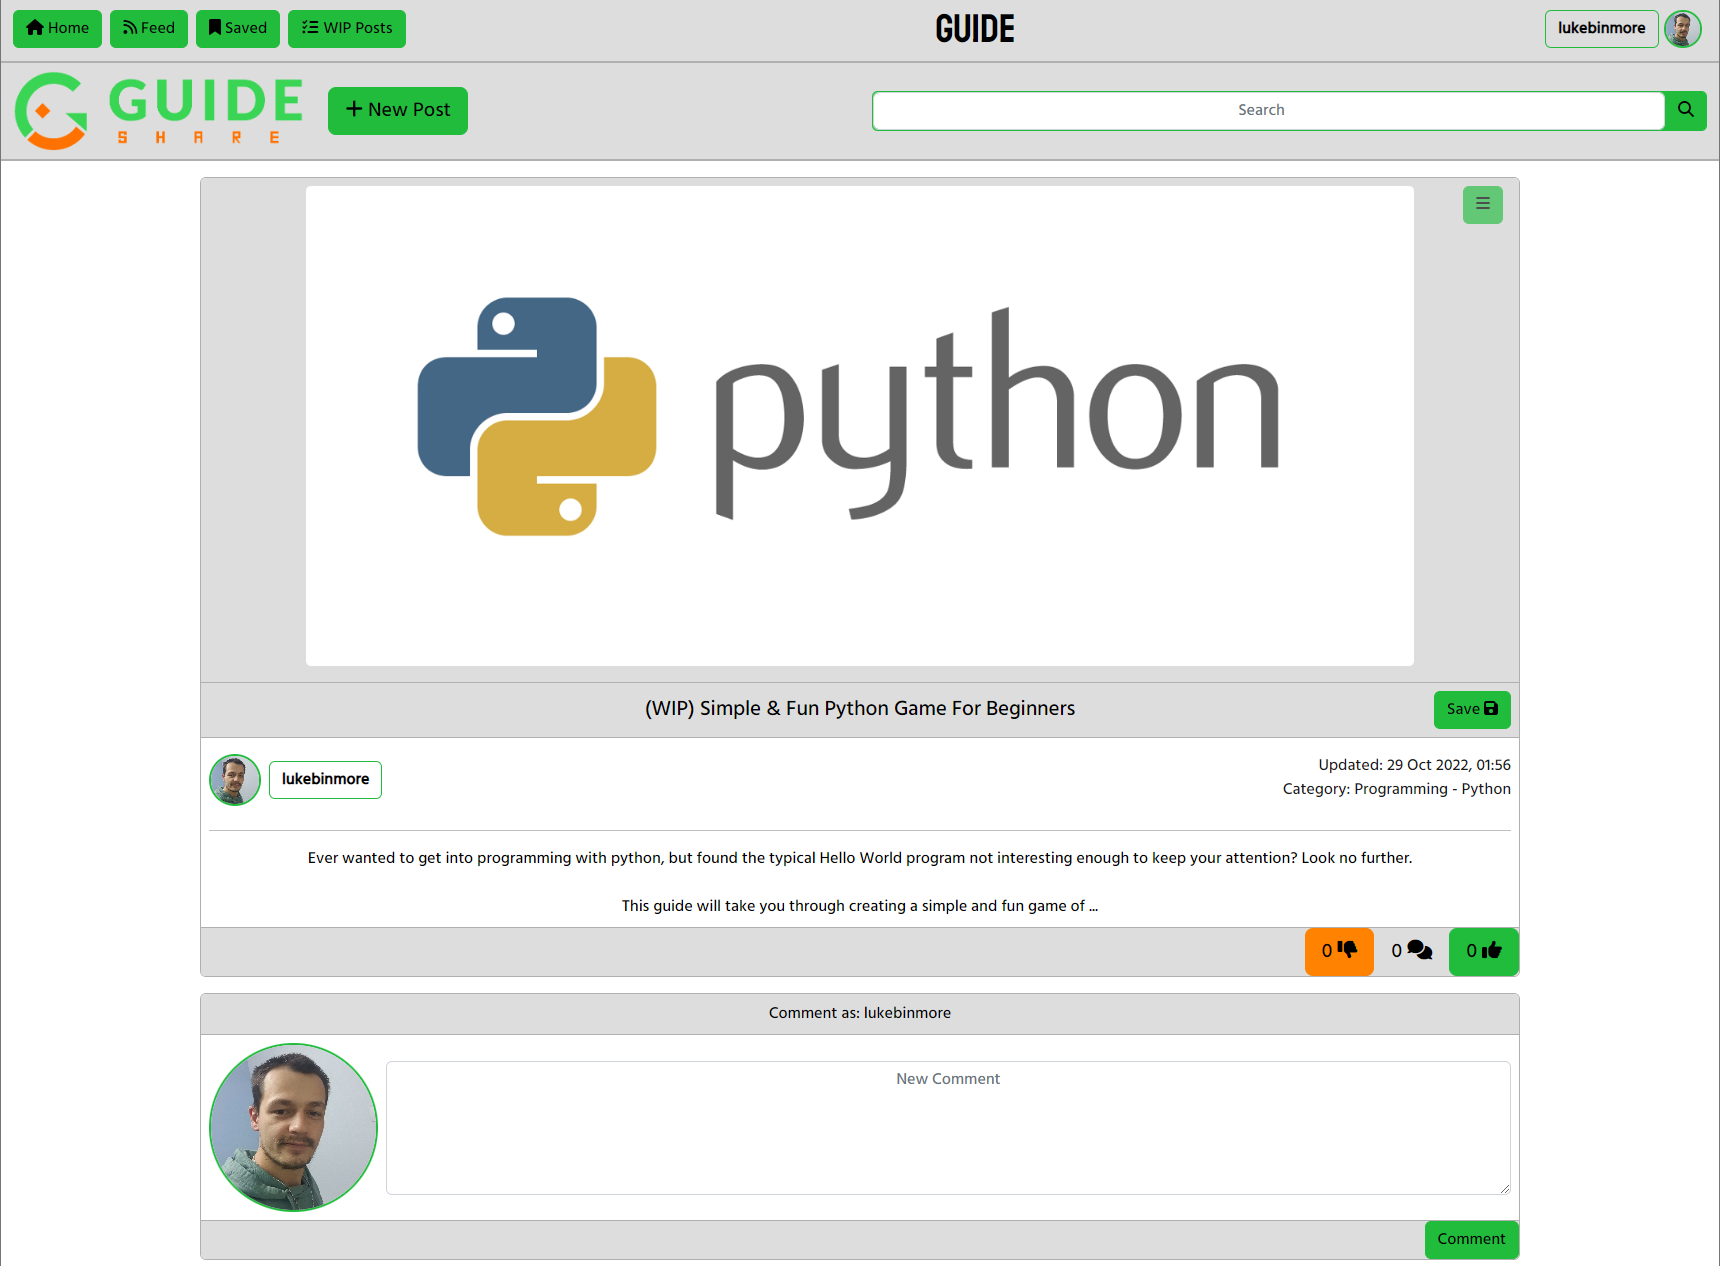 Home Feed Saved WIP Posts GUIDE lukebinmore
GUIDE
SHARE
New Post Search
python
(WIP) Simple & Fun Python Game For Beginners Save
lukebinmore
Updated: 29 Oct 2022, 01:56
Category: Programming - Python
Ever wanted to get into programming with python, but found the typical Hello World program not interesting enough to keep your attention? Look no further.
This guide will take you through creating a simple and fun game of ...
0 0 0
Comment as: lukebinmore
New Comment
Comment